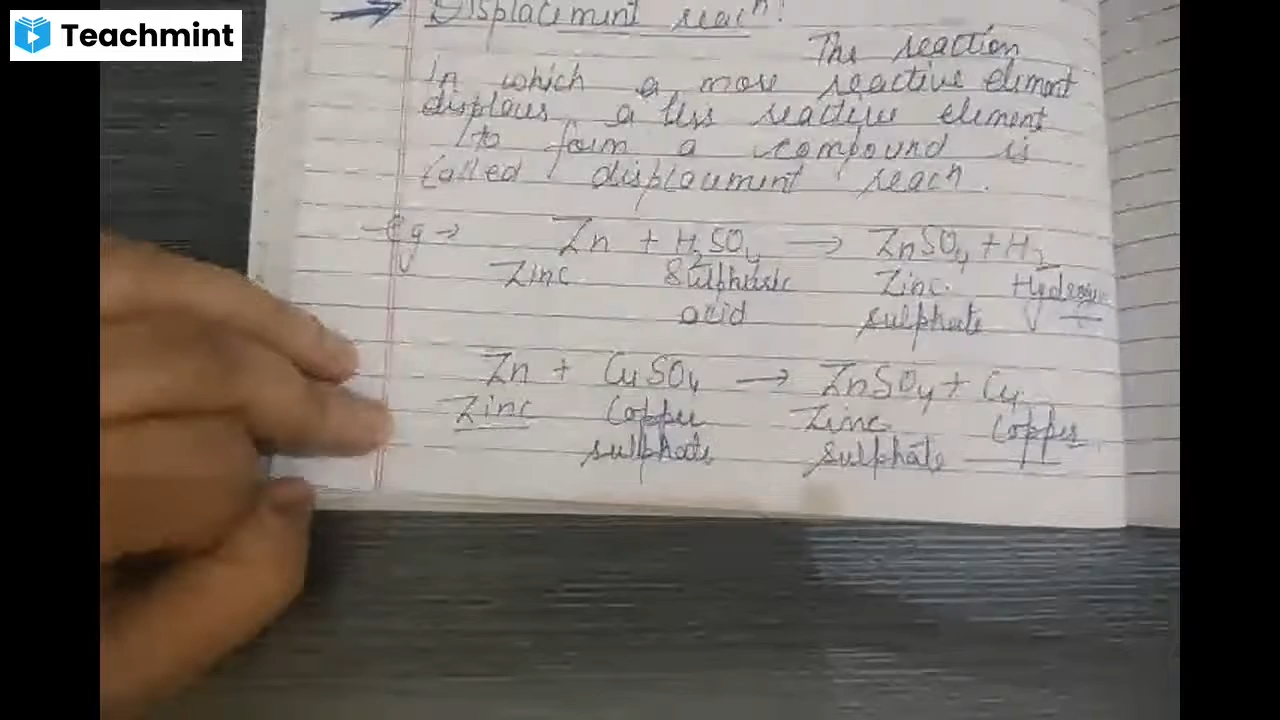 Teachmint
Displacement reacn:
The reaction
In which a more reactive element
displaces a less reactive element
to form a compound is
called displacement reacn.
Eg → Zn + H2SO4 → ZnSO4 + H2
Zinc Sulphuric Zinc Hydrogen
acid sulphate
Zn + CuSO4 → ZnSO4 + Cu
Zinc Copper Zinc Copper
sulphate sulphate